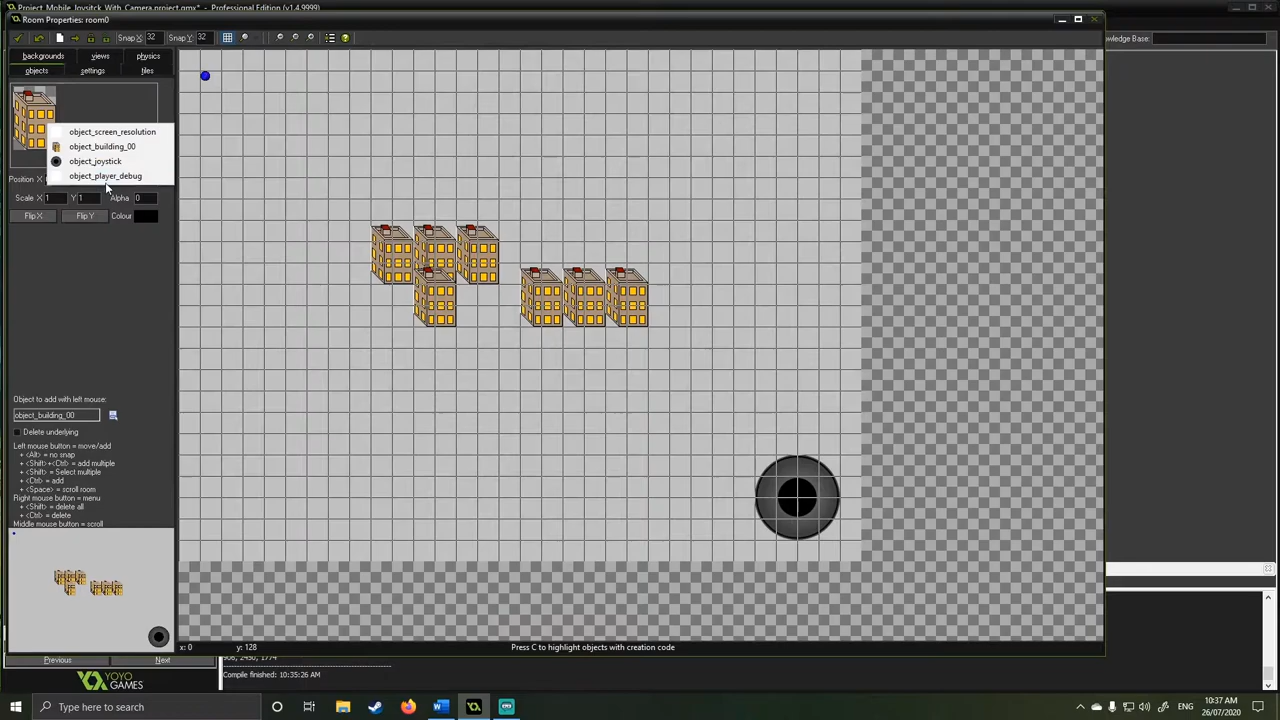 Project_Mobile_Joysitck_With_Camera.project.gmx* - Professional Edition (v1.4.9999)
Room Properties: room0
Snap X: 32 Snap Y: 32
Knowledge Base:
backgrounds views physics
objects settings tiles
object_screen_resolution
object_building_00
object_joystick
object_player_debug
Position X
Scale X 1 Y 1 Alpha 0
Flip X Flip Y Colour
Object to add with left mouse:
object_building_00
Delete underlying
Left mouse button = move/add
+ <Alt> = no snap
+ <Shift>+<Ctrl> = add multiple
+ <Shift> = Select multiple
+ <Ctrl> = add
+ <Space> = scroll room
Right mouse button = menu
+ <Shift> = delete all
+ <Ctrl> = delete
Middle mouse button = scroll
x: 0 y: 128 Press C to highlight objects with creation code
Previous Next
Compile finished: 10:35:26 AM
YOYO
GAMES
Type here to search
ENG
10:37 AM
26/07/2020